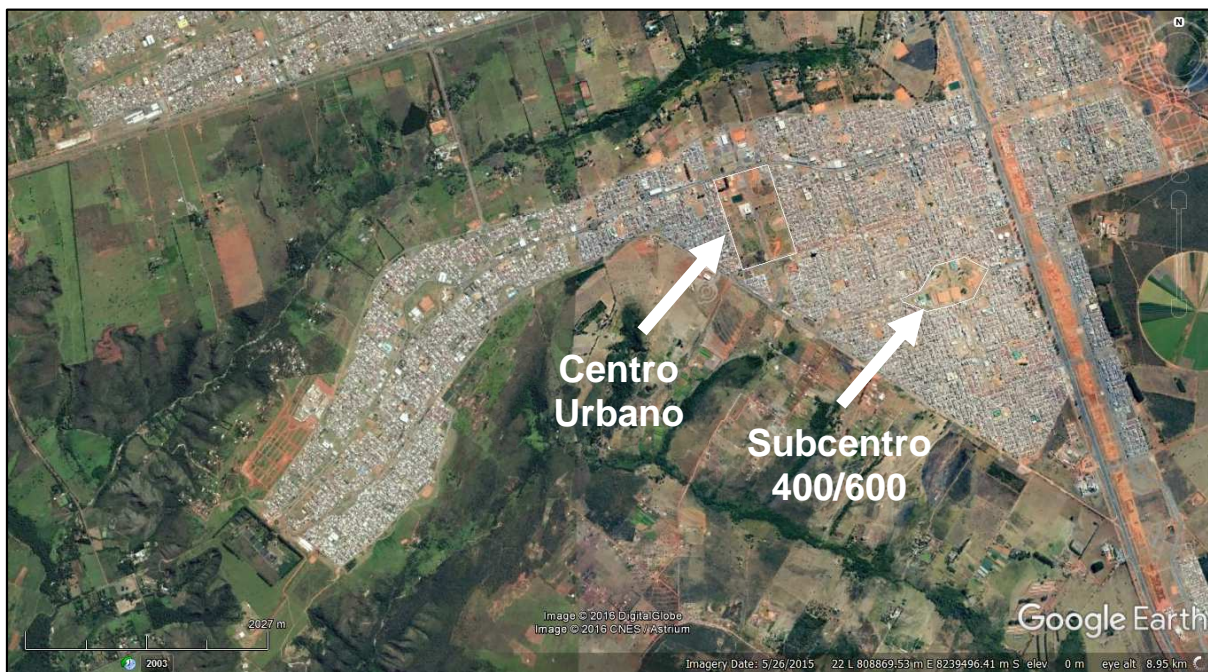 N
Centro
Urbano
Subcentro
400/600
Image © 2016 DigitalGlobe
Image © 2016 CNES / Astrium
Google Earth
2027 m
2003
Imagery Date: 5/26/2015 22 L 808869.53 m E 8239496.41 m S elev 0 m eye alt 8.95 km